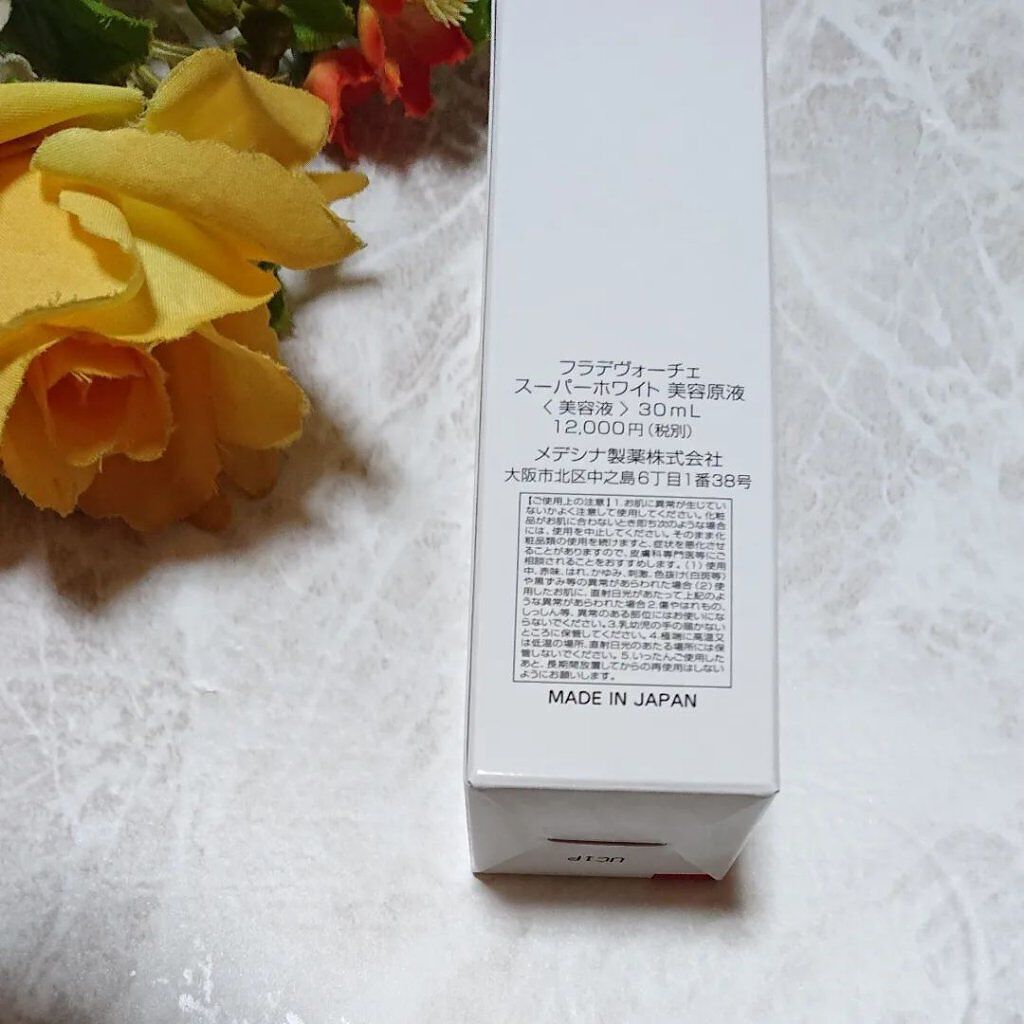 フラデヴォーチェ
スーパーホワイト 美容原液
〈 美容液 〉 30mL
12,000円（税別）
メデシナ製薬株式会社
大阪市北区中之島6丁目1番38号
【ご使用上の注意】1.お肌に異常が生じてい
ないかよく注意して使用してください。化粧
品がお肌に合わないとき即ち次のような場合
には、使用を中止してください。そのまま化
粧品類の使用を続けますと、症状を悪化させ
ることがありますので、皮膚科専門医等にご
相談されることをおすすめします。(1)使用
中、赤味、はれ、かゆみ、刺激、色抜け(白斑等)
や黒ずみ等の異常があらわれた場合(2)使
用したお肌に、直射日光があたって上記のよ
うな異常があらわれた場合2.傷やはれもの、
しっしん等、異常のある部位にはお使いにな
らないでください。3.乳幼児の手の届かない
ところに保管してください。4.極端に高温又
は低温の場所、直射日光のあたる場所には保
管しないでください。5.いったんご使用した
あと、長期間放置してからの再使用はしない
ようにお願いします。
MADE IN JAPAN
UC1P